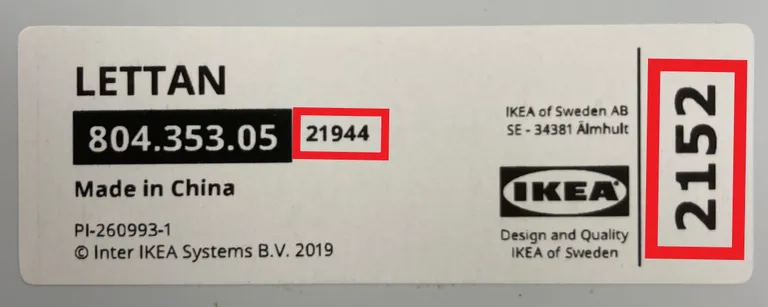 LETTAN
804.353.05 21944
Made in China
PI-260993-1
© Inter IKEA Systems B.V. 2019
IKEA of Sweden AB
SE - 34381 Älmhult
IKEA®
Design and Quality
IKEA of Sweden
2152